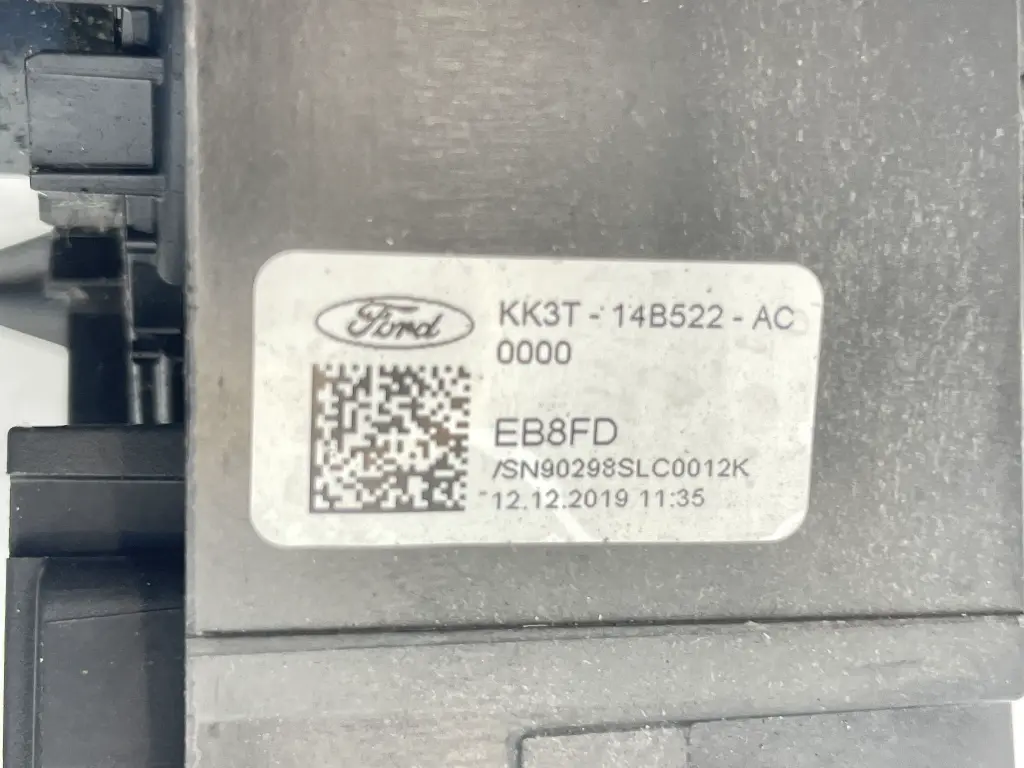 Ford
KK3T - 14B522 - AC
0000
EB8FD
/SN90298SLC0012K
12.12.2019 11:35